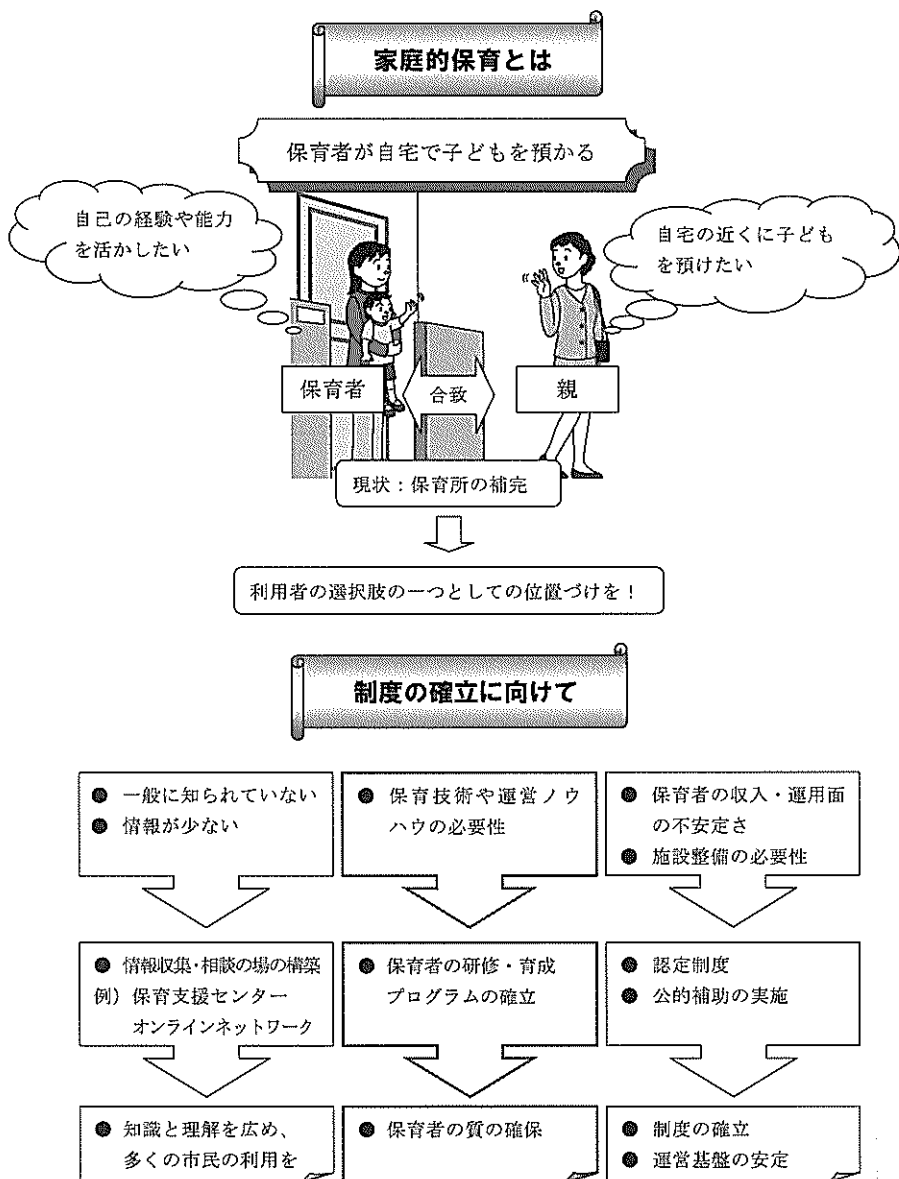 家庭的保育とは
保育者が自宅で子どもを預かる
自己の経験や能力
を活かしたい
自宅の近くに子ども
を預けたい
保育者
合致
親
現状：保育所の補完
利用者の選択肢の一つとしての位置づけを！
制度の確立に向けて
● 一般に知られていない
● 情報が少ない
● 保育技術や運営ノウ
ハウの必要性
● 保育者の収入・運用面
の不安定さ
● 施設整備の必要性
● 情報収集・相談の場の構築
例）保育支援センター
オンラインネットワーク
● 保育者の研修・育成
プログラムの確立
● 認定制度
● 公的補助の実施
● 知識と理解を広め、
多くの市民の利用を
● 保育者の質の確保
● 制度の確立
● 運営基盤の安定